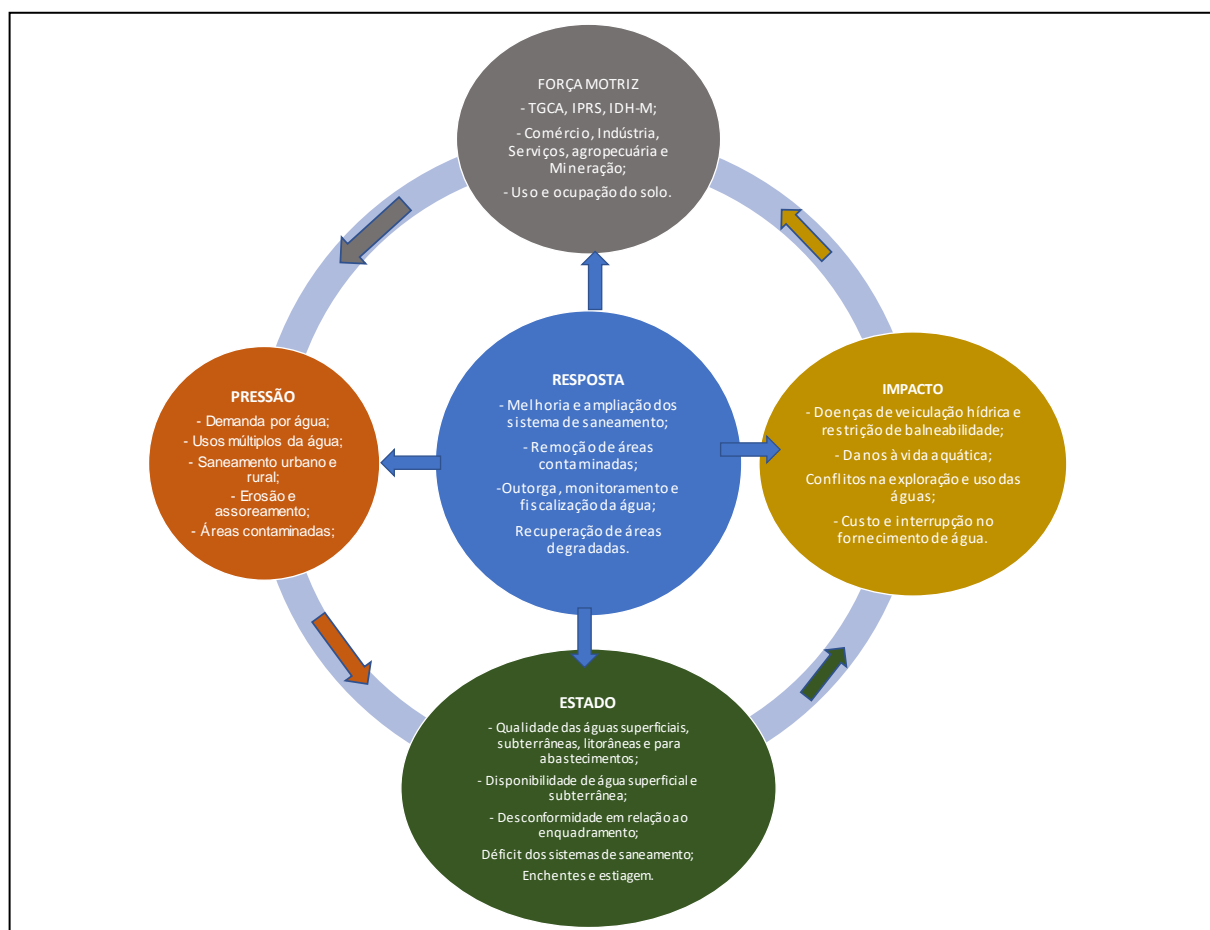 FORÇA MOTRIZ
- TGCA, IPRS, IDH-M;
- Comércio, Indústria,
Serviços, agropecuária e
Mineração;
- Uso e ocupação do solo.
PRESSÃO
- Demanda por água;
- Usos múltiplos da água;
- Saneamento urbano e
rural;
- Erosão e
assoreamento;
- Áreas contaminadas;
RESPOSTA
- Melhoria e ampliação dos
sistema de saneamento;
- Remoção de áreas
contaminadas;
-Outorga, monitoramento e
fiscalização da água;
Recuperação de áreas
degradadas.
IMPACTO
- Doenças de veiculação hídrica e
restrição de balneabilidade;
- Danos à vida aquática;
Conflitos na exploração e uso das
águas;
- Custo e interrupção no
fornecimento de água.
ESTADO
- Qualidade das águas superficiais,
subterrâneas, litorâneas e para
abastecimentos;
- Disponibilidade de água superficial e
subterrânea;
- Desconformidade em relação ao
enquadramento;
Déficit dos sistemas de saneamento;
Enchentes e estiagem.